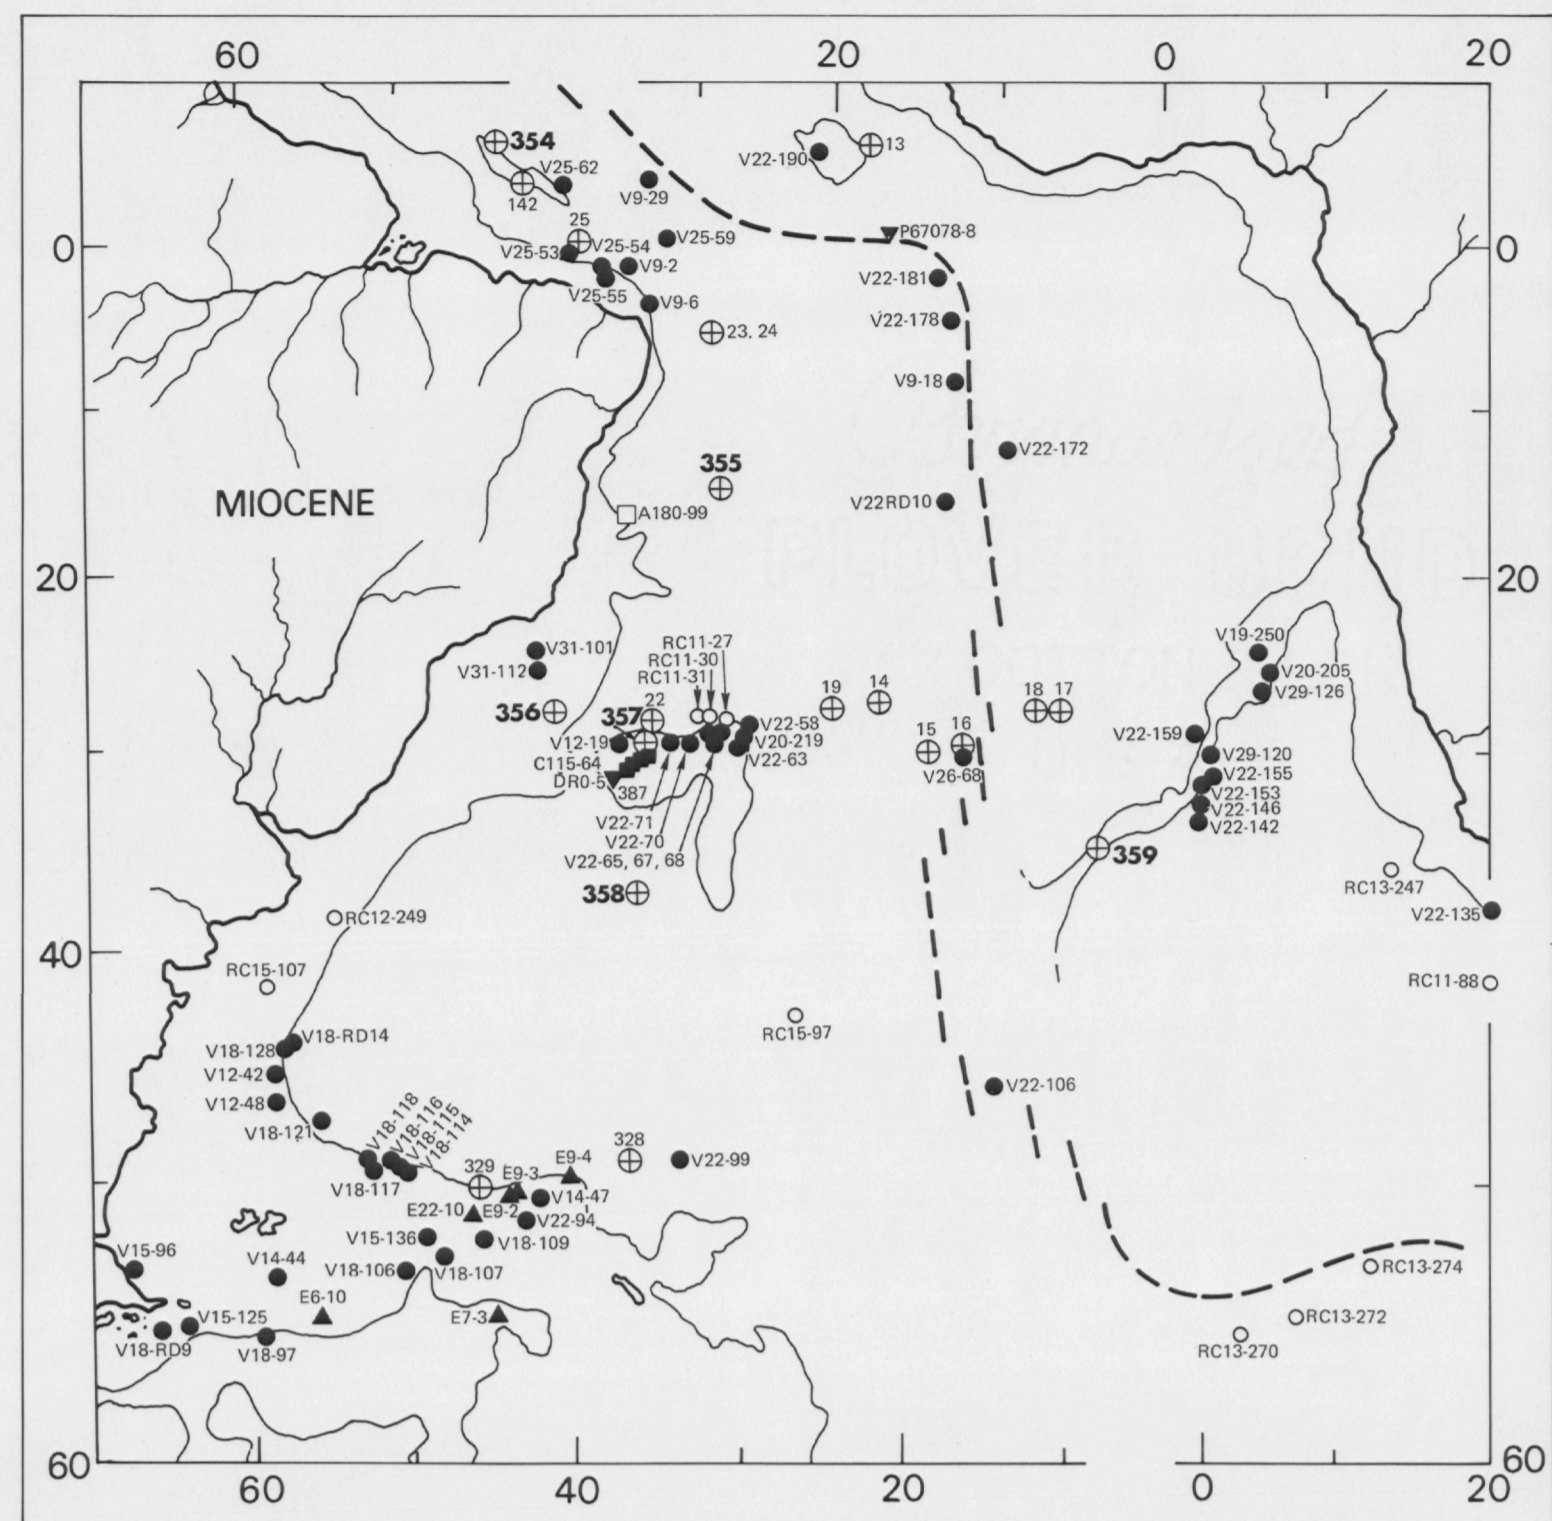 60
20
0
20
354
V25-62
142
V9-29
V22-190
13
25
V25-53
V25-54
V25-59
V9-2
V25-55
V9-6
23, 24
P67078-8
V22-181
V22-178
V9-18
V22-172
V22RD10
0
0
355
A180-99
MIOCENE
20
20
V31-101
V31-112
356
RC11-27
RC11-30
RC11-31
22
357
V12-19
C115-64
DR0-5
387
V22-58
V20-219
V22-63
V22-71
V22-70
V22-65, 67, 68
358
19
14
15
16
V26-68
18
17
V19-250
V20-205
V29-126
V22-159
V29-120
V22-155
V22-153
V22-146
V22-142
359
RC13-247
V22-135
RC12-249
40
RC15-107
RC11-88
RC15-97
V18-RD14
V18-128
V12-42
V12-48
V18-121
V18-118
V18-116
V18-115
V18-114
V18-117
V22-106
328
V22-99
329
E9-3
E9-4
V14-47
E22-10
E9-2
V22-94
V15-136
V18-109
V15-96
V14-44
V18-106
V18-107
E6-10
E7-3
V15-125
V18-RD9
V18-97
RC13-274
RC13-272
RC13-270
60
60
60
40
20
0
20